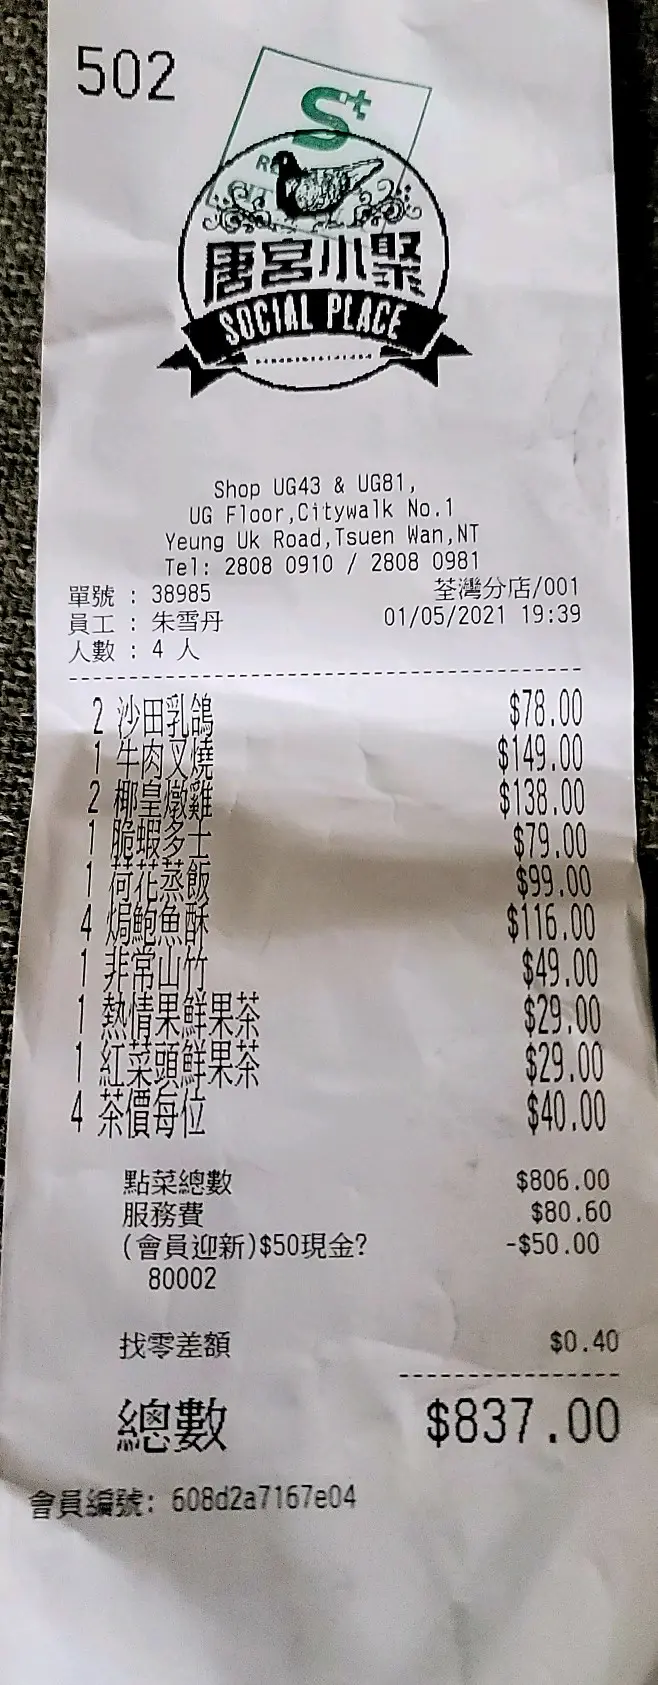 502
St
唐宮小聚
SOCIAL PLACE
Shop UG43 & UG81,
UG Floor,Citywalk No.1
Yeung Uk Road,Tsuen Wan,NT
Tel: 2808 0910 / 2808 0981
單號 : 38985 荃灣分店/001
員工 : 朱雪丹 01/05/2021 19:39
人數 : 4 人
2 沙田乳鴿 $78.00
1 牛肉叉燒 $149.00
2 椰皇燉雞 $138.00
1 脆蝦多士 $79.00
1 荷花蒸飯 $99.00
4 焗鮑魚酥 $116.00
1 非常山竹 $49.00
1 熱情果鮮果茶 $29.00
1 紅菜頭鮮果茶 $29.00
4 茶價每位 $40.00
點菜總數 $806.00
服務費 $80.60
(會員迎新)$50現金? -$50.00
80002
找零差額 $0.40
總數 $837.00
會員編號: 608d2a7167e04